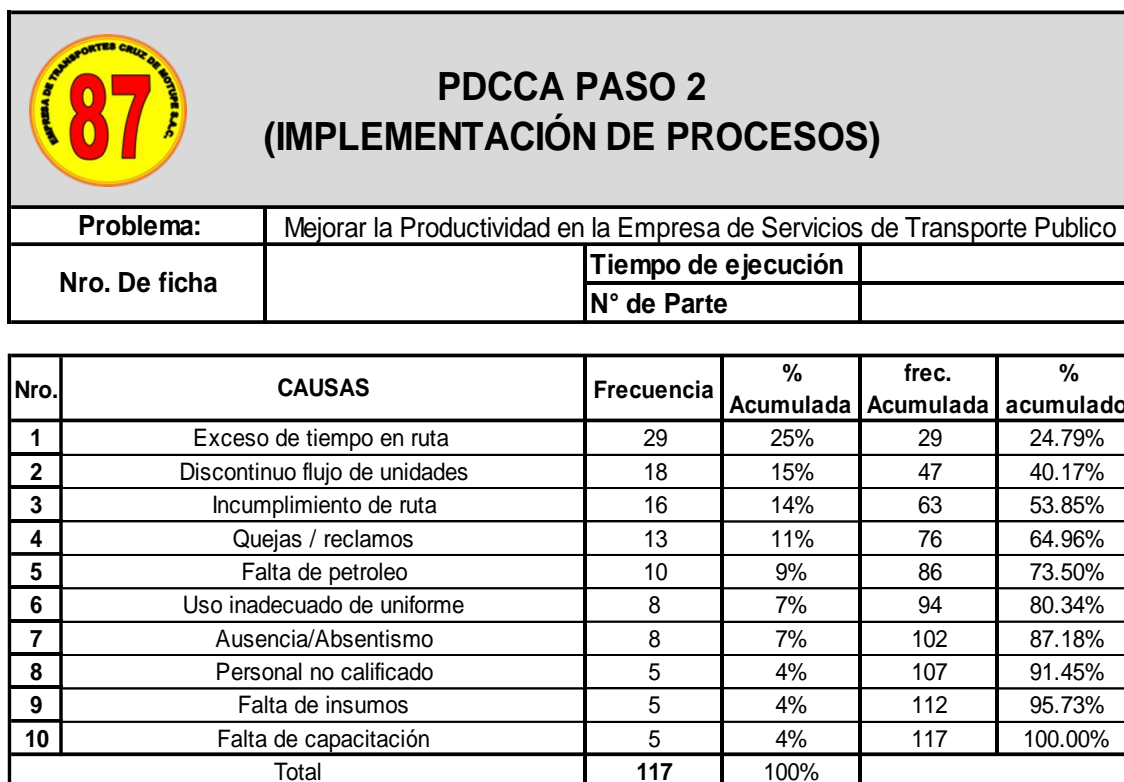 EMPRESA DE TRANSPORTES CRUZ DE MOTUPE S.A.C.
87
PDCCA PASO 2
(IMPLEMENTACIÓN DE PROCESOS)
Problema: Mejorar la Productividad en la Empresa de Servicios de Transporte Publico
Nro. De ficha
Tiempo de ejecución
N° de Parte
Nro. CAUSAS Frecuencia % Acumulada frec. Acumulada % acumulado
1 Exceso de tiempo en ruta 29 25% 29 24.79%
2 Discontinuo flujo de unidades 18 15% 47 40.17%
3 Incumplimiento de ruta 16 14% 63 53.85%
4 Quejas / reclamos 13 11% 76 64.96%
5 Falta de petroleo 10 9% 86 73.50%
6 Uso inadecuado de uniforme 8 7% 94 80.34%
7 Ausencia/Absentismo 8 7% 102 87.18%
8 Personal no calificado 5 4% 107 91.45%
9 Falta de insumos 5 4% 112 95.73%
10 Falta de capacitación 5 4% 117 100.00%
Total 117 100%